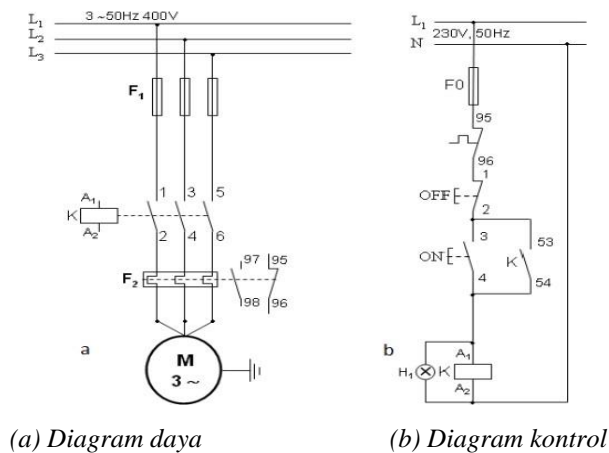 L1
3 ~50Hz 400V
L2
L3
F1
1
3
5
A1
K
A2
2
4
6
97
95
F2
98
96
a
M
3 ~
(a) Diagram daya
L1
230V, 50Hz
N
F0
95
96
1
OFF
2
3
53
ON
K
4
54
b
A1
H1
K
A2
(b) Diagram kontrol